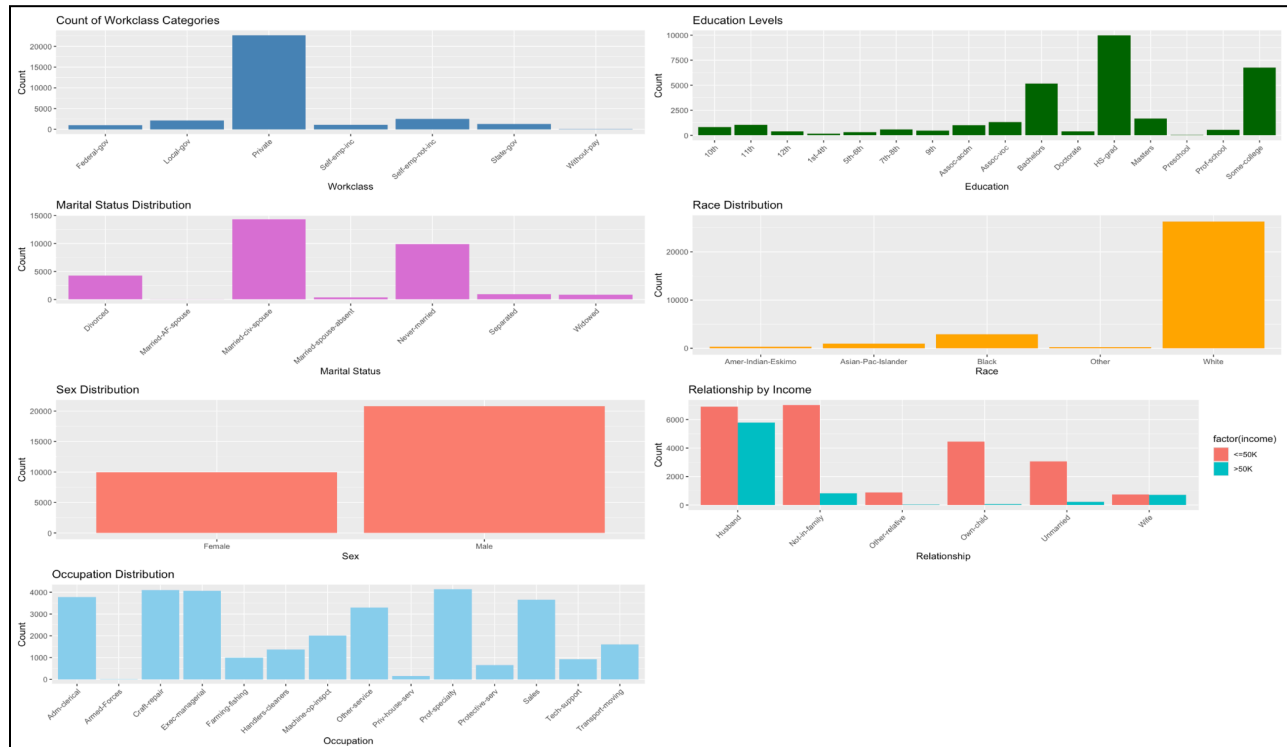 Count of Workclass Categories
Count
20000
15000
10000
5000
0
Federal-gov
Local-gov
Private
Self-emp-inc
Self-emp-not-inc
State-gov
Without-pay
Workclass
Education Levels
Count
10000
7500
5000
2500
0
10th
11th
12th
1st-4th
5th-6th
7th-8th
9th
Assoc-acdm
Assoc-voc
Bachelors
Doctorate
HS-grad
Masters
Preschool
Prof-school
Some-college
Education
Marital Status Distribution
Count
15000
10000
5000
0
Divorced
Married-AF-spouse
Married-civ-spouse
Married-spouse-absent
Never-married
Separated
Widowed
Marital Status
Race Distribution
Count
20000
10000
0
Amer-Indian-Eskimo
Asian-Pac-Islander
Black
Other
White
Race
Sex Distribution
Count
20000
15000
10000
5000
0
Female
Male
Sex
Relationship by Income
Count
6000
4000
2000
0
Husband
Not-in-family
Other-relative
Own-child
Unmarried
Wife
Relationship
factor(income)
<=50K
>50K
Occupation Distribution
Count
4000
3000
2000
1000
0
Adm-clerical
Armed-Forces
Craft-repair
Exec-managerial
Farming-fishing
Handlers-cleaners
Machine-op-inspct
Other-service
Priv-house-serv
Prof-specialty
Protective-serv
Sales
Tech-support
Transport-moving
Occupation